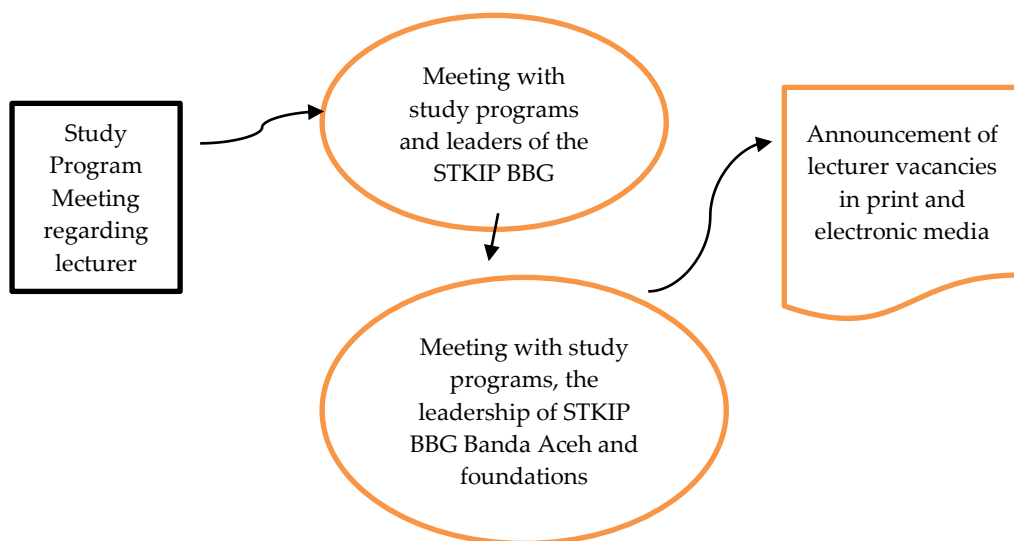 Study
Program
Meeting
regarding
lecturer
Meeting with
study programs
and leaders of the
STKIP BBG
Meeting with study
programs, the
leadership of STKIP
BBG Banda Aceh and
foundations
Announcement of
lecturer vacancies
in print and
electronic media